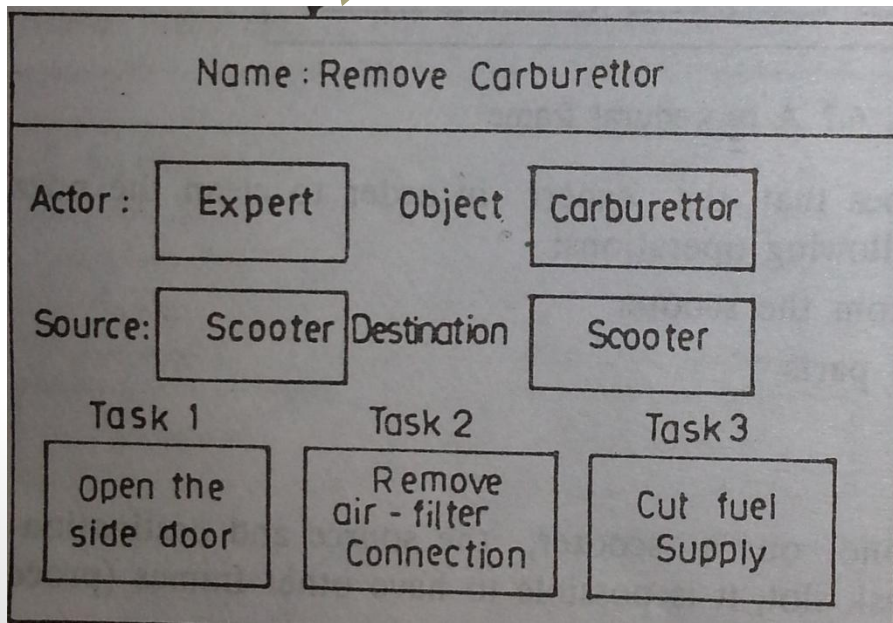 Name : Remove Carburettor
Actor : Expert Object Carburettor
Source: Scooter Destination Scooter
Task 1 Task 2 Task 3
Open the
side door
Remove
air - filter
Connection
Cut fuel
Supply